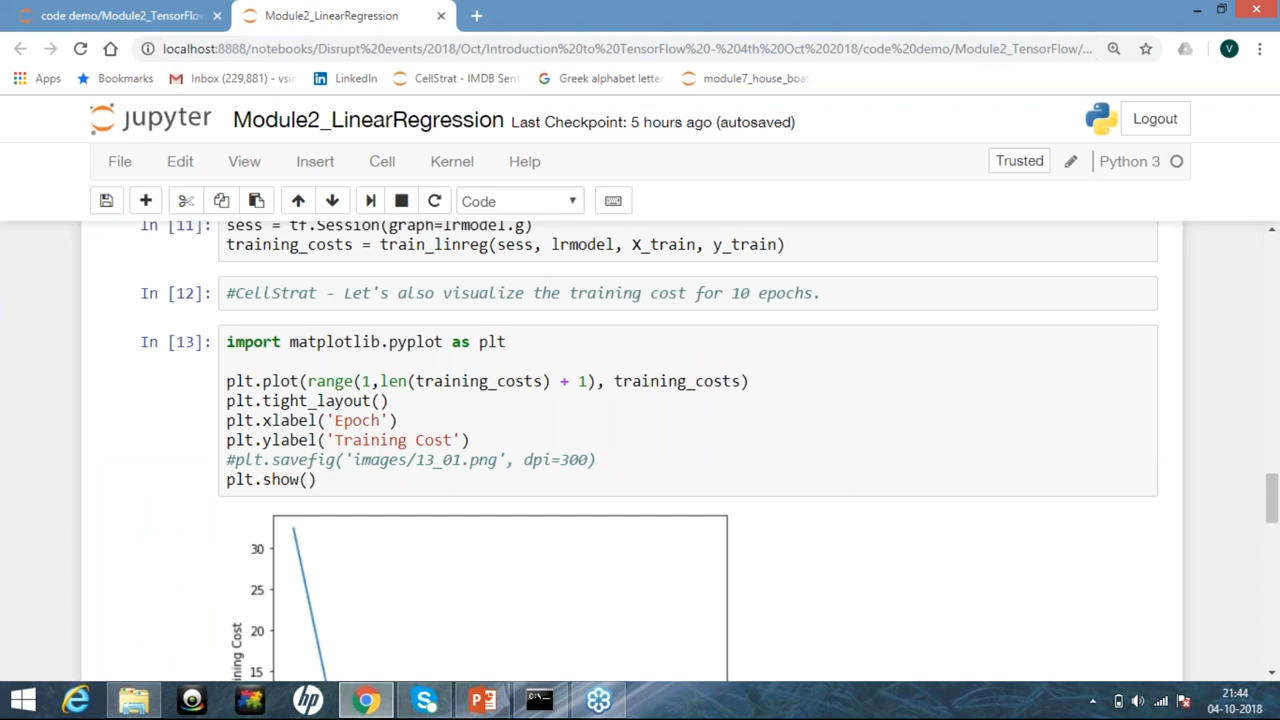 code demo/Module2_TensorFlow
Module2_LinearRegression
localhost:8888/notebooks/Disrupt%20events/2018/Oct/Introduction%20to%20TensorFlow%20-%204th%20Oct%202018/code%20demo/Module2_TensorFlow/...
V
Apps Bookmarks Inbox (229,881) - vsin LinkedIn CellStrat - IMDB Sent Greek alphabet letter module7_house_boat
jupyter Module2_LinearRegression Last Checkpoint: 5 hours ago (autosaved) Logout
File Edit View Insert Cell Kernel Help Trusted Python 3
Code
In [11]: sess = tf.Session(graph=lrmodel.g)
training_costs = train_linreg(sess, lrmodel, X_train, y_train)
In [12]: #CellStrat - Let's also visualize the training cost for 10 epochs.
In [13]: import matplotlib.pyplot as plt
plt.plot(range(1,len(training_costs) + 1), training_costs)
plt.tight_layout()
plt.xlabel('Epoch')
plt.ylabel('Training Cost')
#plt.savefig('images/13_01.png', dpi=300)
plt.show()
30
25
20
15
ning Cost
21:44
04-10-2018